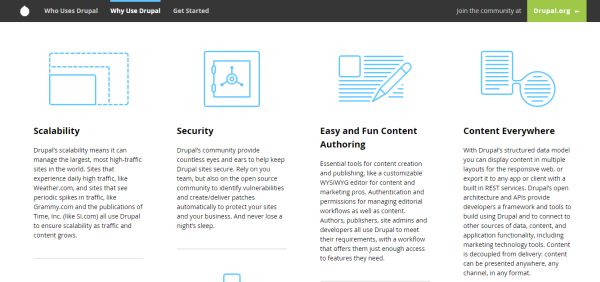 Who Uses Drupal
Why Use Drupal
Get Started
Join the community at
Drupal.org
Scalability
Drupal's scalability means it can
manage the largest, most high-traffic
sites in the world. Sites that
experience daily high traffic, like
Weather.com, and sites that see
periodic spikes in traffic, like
Grammy.com and the publications of
Time, Inc. (like SI.com) all use Drupal
to ensure scalability as traffic and
content grows.
Security
Drupal's community provide
countless eyes and ears to help keep
Drupal sites secure. Rely on your
team, but also on the open source
community to identify vulnerabilities
and create/deliver patches
automatically to protect your sites
and your business. And never lose a
night's sleep.
Easy and Fun Content
Authoring
Essential tools for content creation
and publishing, like a customizable
WYSIWYG editor for content and
marketing pros. Authentication and
permissions for managing editorial
workflows as well as content.
Authors, publishers, site admins and
developers all use Drupal to meet
their requirements, with a workflow
that offers them just enough access
to features they need.
Content Everywhere
With Drupal's structured data model
you can display content in multiple
layouts for the responsive web, or
export it to any app or client with a
built in REST services. Drupal's open
architecture and APIs provide
developers a framework and tools to
build using Drupal and to connect to
other sources of data, content, and
application functionality, including
marketing technology tools. Content
is decoupled from delivery: content
can be presented anywhere, any
channel, in any format.